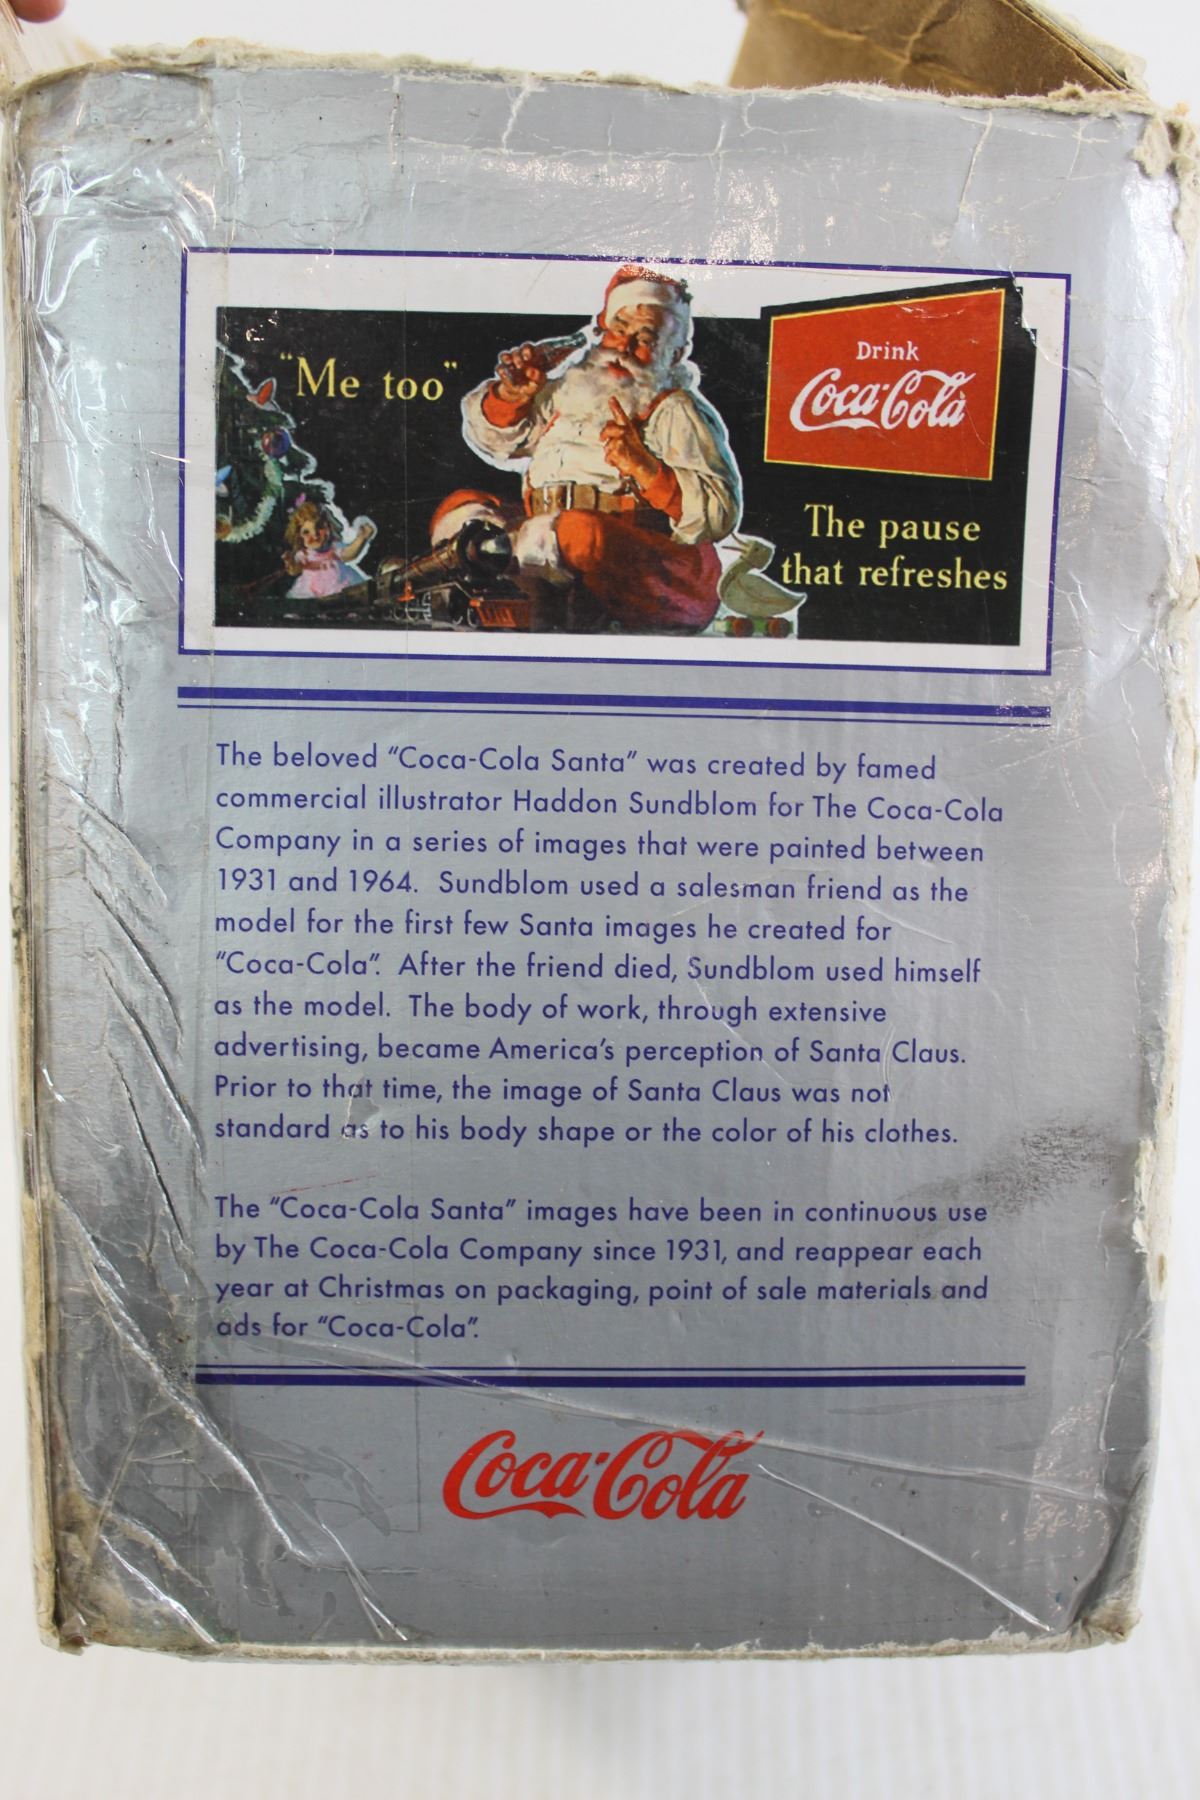 "Me too"
Drink
Coca-Cola
The pause
that refreshes
The beloved "Coca-Cola Santa" was created by famed
commercial illustrator Haddon Sundblom for The Coca-Cola
Company in a series of images that were painted between
1931 and 1964. Sundblom used a salesman friend as the
model for the first few Santa images he created for
"Coca-Cola". After the friend died, Sundblom used himself
as the model. The body of work, through extensive
advertising, became America's perception of Santa Claus.
Prior to that time, the image of Santa Claus was not
standard as to his body shape or the color of his clothes.
The "Coca-Cola Santa" images have been in continuous use
by The Coca-Cola Company since 1931, and reappear each
year at Christmas on packaging, point of sale materials and
ads for "Coca-Cola".
Coca-Cola